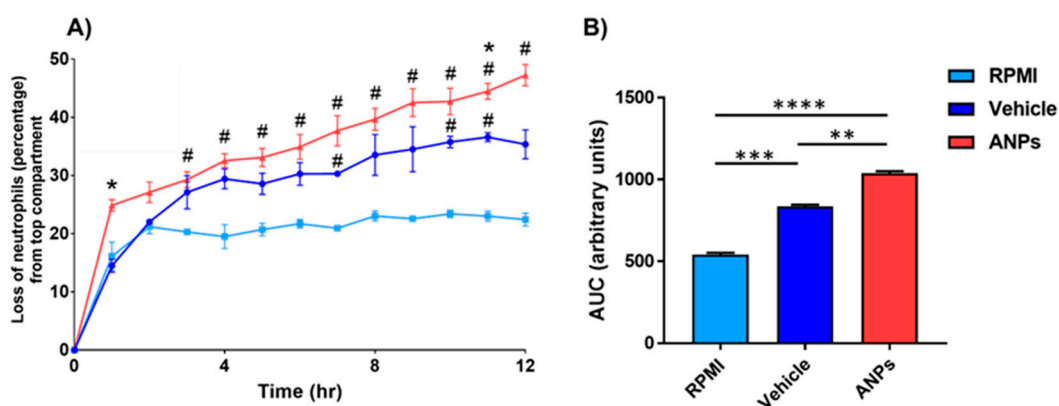 A)
Loss of neutrophils (percentage)
from top compartment
50
40
30
20
10
0
* # # # # # # # # # * # #
# # #
0 4 8 12
Time (hr)
B)
AUC (arbitrary units)
1500
1000
500
0
****
**
***
RPMI
Vehicle
ANPs
RPMI
Vehicle
ANPs